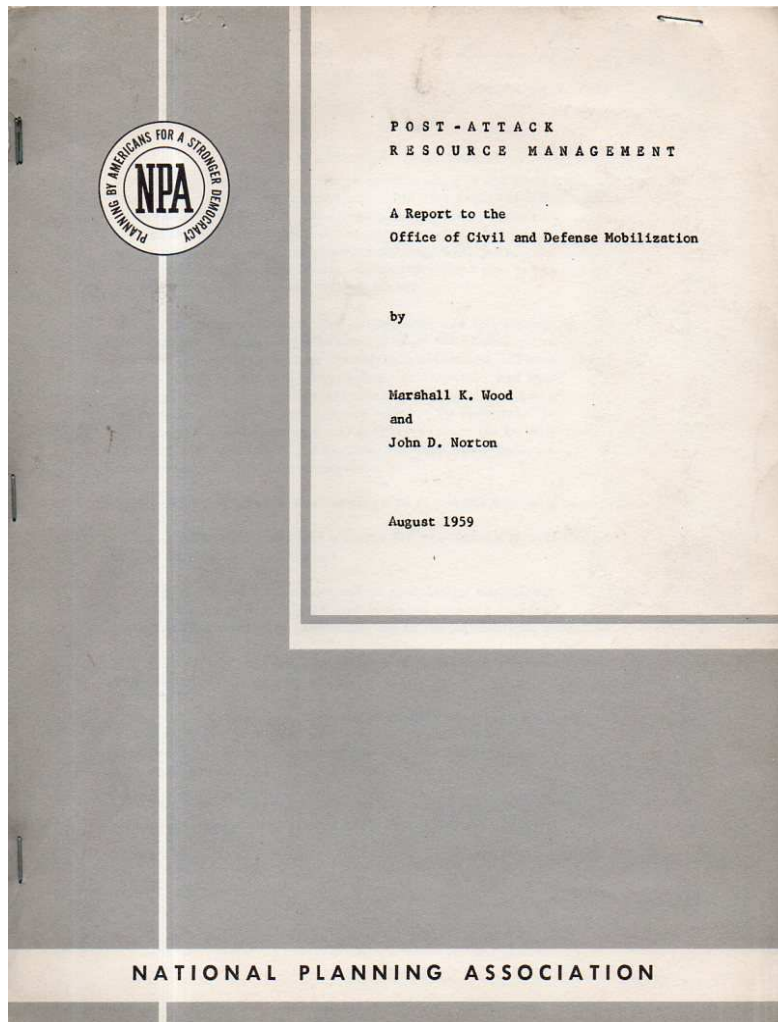 PLANNING BY AMERICANS FOR A STRONGER DEMOCRACY
NPA
POST-ATTACK
RESOURCE MANAGEMENT
A Report to the
Office of Civil and Defense Mobilization
by
Marshall K. Wood
and
John D. Norton
August 1959
NATIONAL PLANNING ASSOCIATION